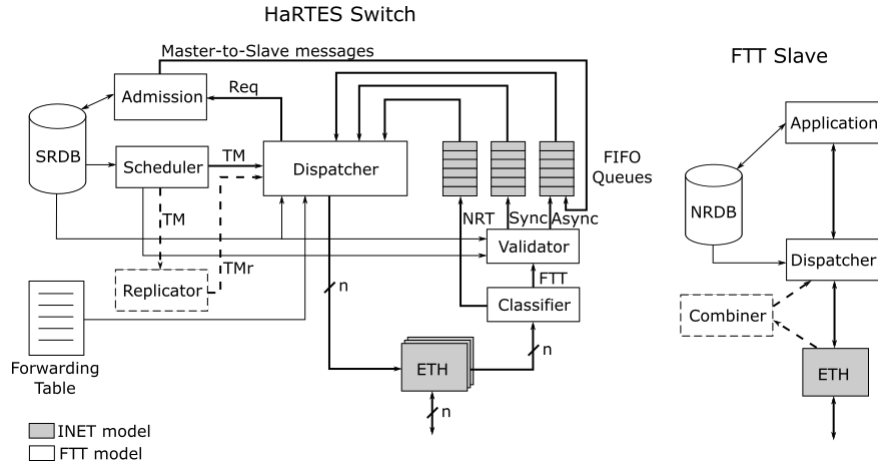 HaRTES Switch
Master-to-Slave messages
Admission
Req
SRDB
Scheduler
TM
Dispatcher
FIFO
Queues
TM
NRT
Sync
Async
Validator
Replicator
TMr
FTT
Classifier
n
n
Forwarding
Table
ETH
n
INET model
FTT model
FTT Slave
Application
NRDB
Dispatcher
Combiner
ETH